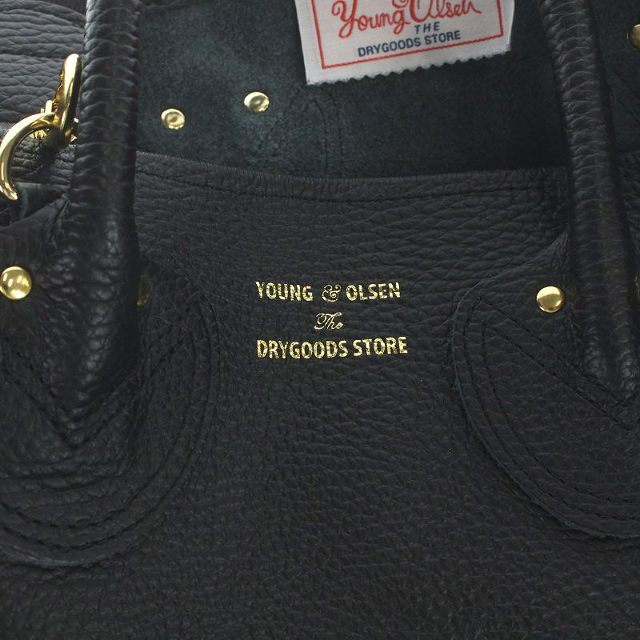 Young & Olsen
THE
DRYGOODS STORE
YOUNG & OLSEN
The
DRYGOODS STORE